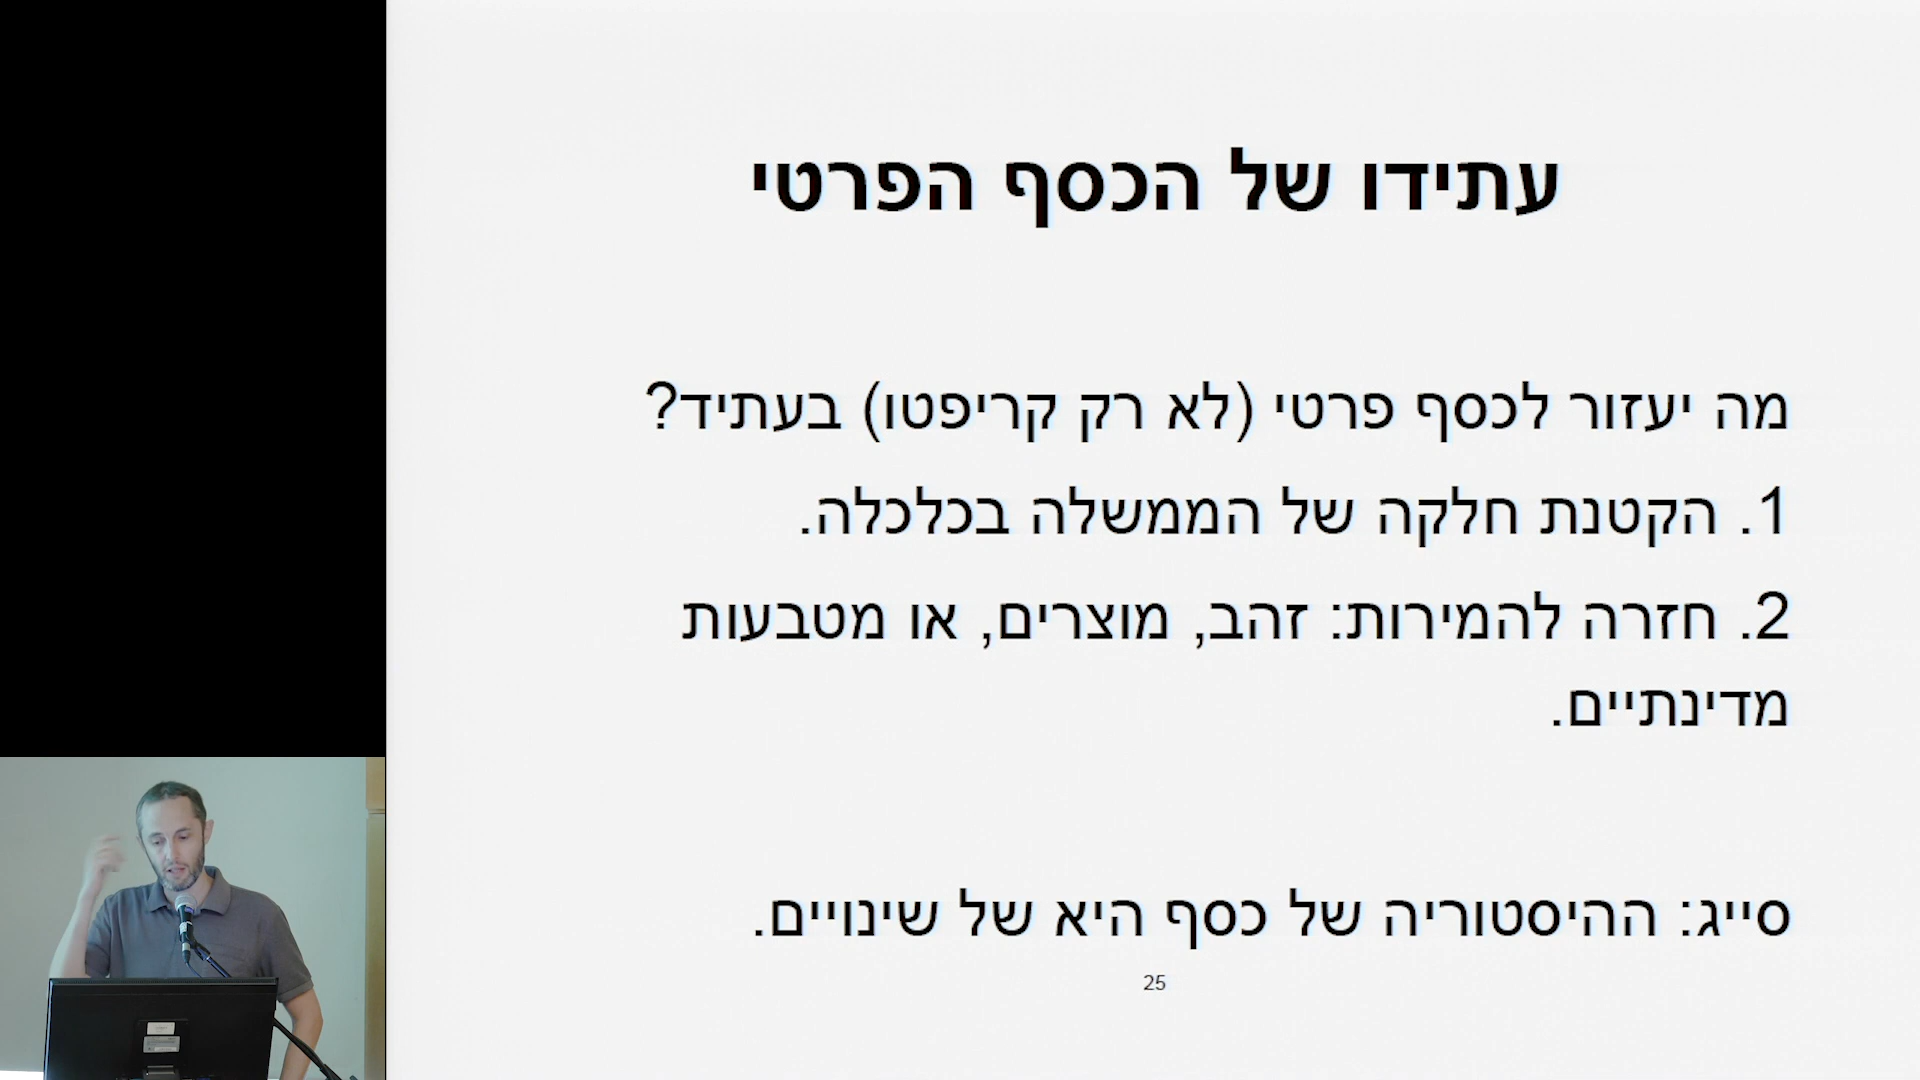 עתידו של הכסף הפרטי
מה יעזור לכסף פרטי (לא רק קריפטו) בעתיד?
1. הקטנת חלקה של הממשלה בכלכלה.
2. חזרה להמירות: זהב, מוצרים, או מטבעות
מדינתיים.
סייג: ההיסטוריה של כסף היא של שינויים.
25